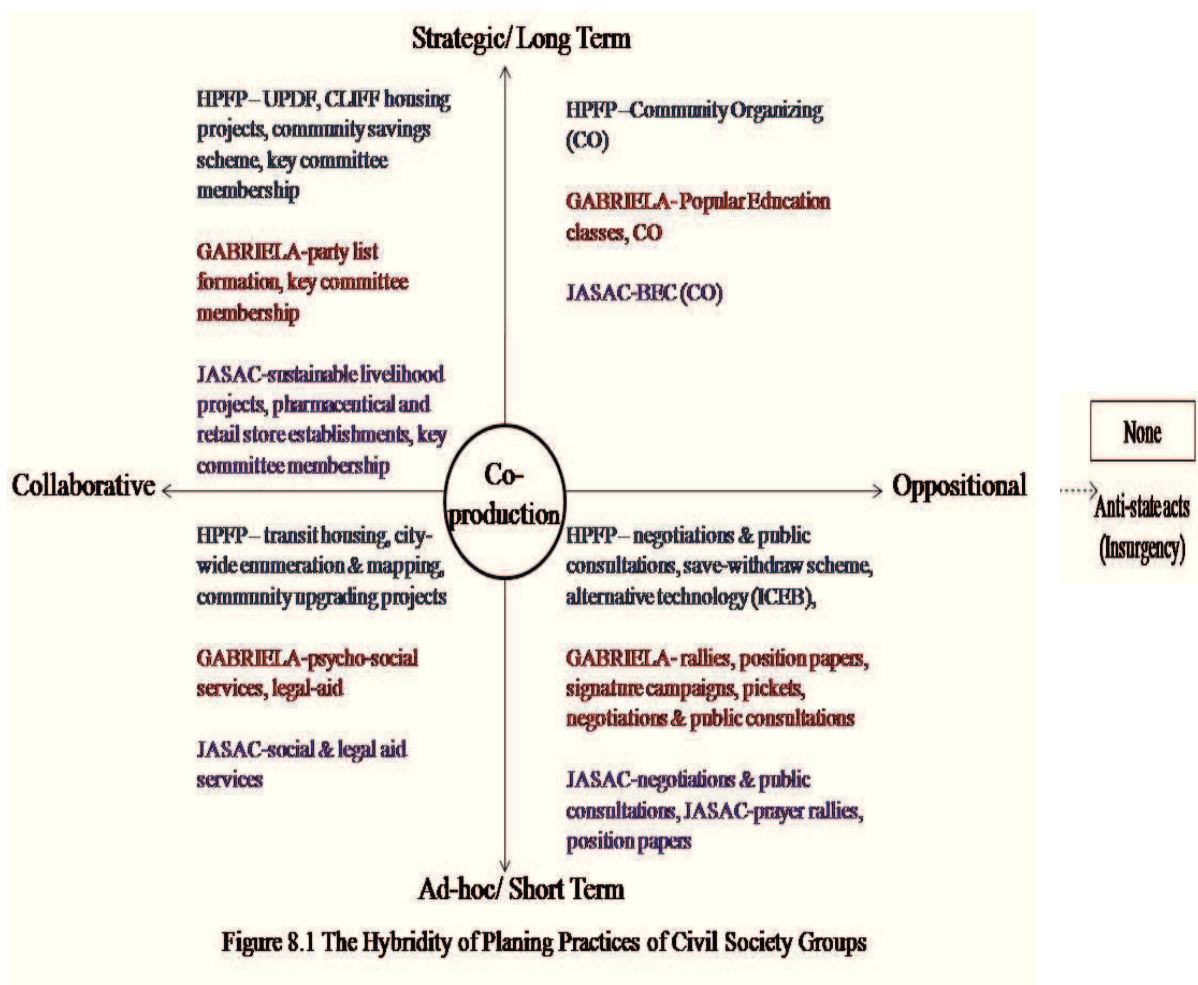 Strategic/ Long Term
HPFP – UPDF, CLIFF housing
projects, community savings
scheme, key committee
membership
GABRIELA-party list
formation, key committee
membership
JASAC-sustainable livelihood
projects, pharmaceutical and
retail store establishments, key
committee membership
HPFP –Community Organizing
(CO)
GABRIELA- Popular Education
classes, CO
JASAC-BEC (CO)
Collaborative
Co-
production
Oppositional
None
Anti-state acts
(Insurgency)
HPFP – transit housing, city-
wide enumeration & mapping,
community upgrading projects
GABRIELA-psycho-social
services, legal-aid
JASAC-social & legal aid
services
HPFP – negotiations & public
consultations, save-withdraw scheme,
alternative technology (ICEB),
GABRIELA- rallies, position papers,
signature campaigns, pickets,
negotiations & public consultations
JASAC-negotiations & public
consultations, JASAC-prayer rallies,
position papers
Ad-hoc/ Short Term
Figure 8.1 The Hybridity of Planing Practices of Civil Society Groups